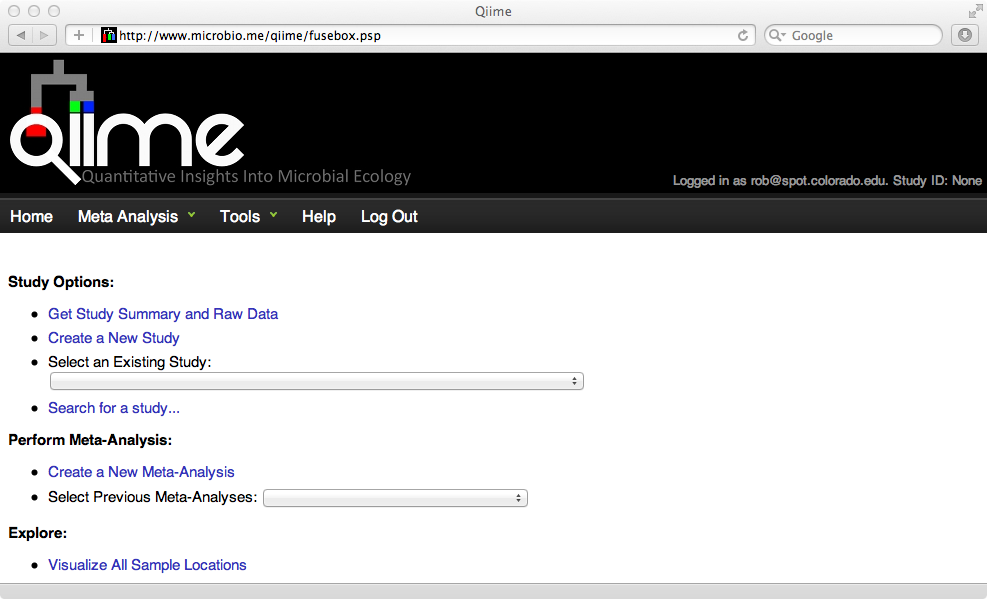 Qiime
http://www.microbio.me/qiime/fusebox.psp
Google
Qiime
Quantitative Insights Into Microbial Ecology
Logged in as rob@spot.colorado.edu. Study ID: None
Home Meta Analysis Tools Help Log Out
Study Options:
Get Study Summary and Raw Data
Create a New Study
Select an Existing Study:
Search for a study...
Perform Meta-Analysis:
Create a New Meta-Analysis
Select Previous Meta-Analyses:
Explore:
Visualize All Sample Locations